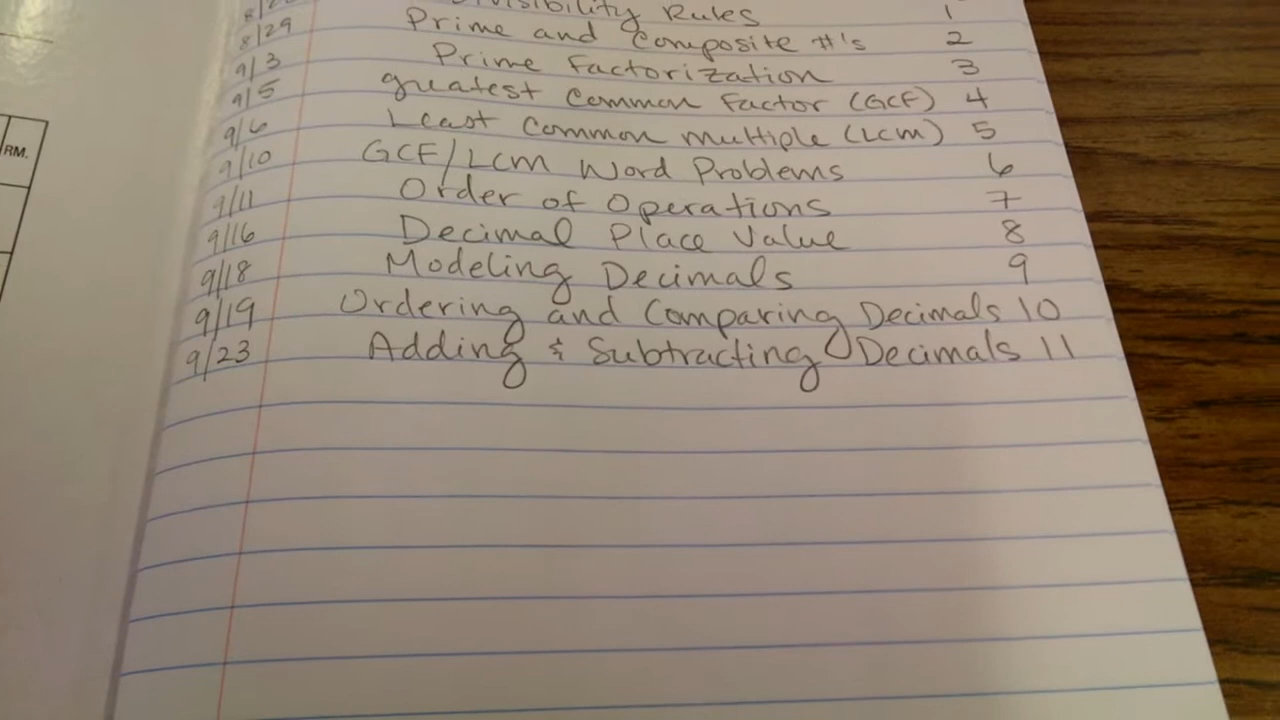 Rules 1
8/29 Prime and Composite #'s 2
9/3 Prime Factorization 3
9/5 greatest Common Factor (GCF) 4
9/6 Least Common Multiple (LCM) 5
9/10 GCF/LCM Word Problems 6
9/11 Order of Operations 7
9/16 Decimal Place Value 8
9/18 Modeling Decimals 9
9/19 Ordering and Comparing Decimals 10
9/23 Adding & Subtracting Decimals 11
RM.